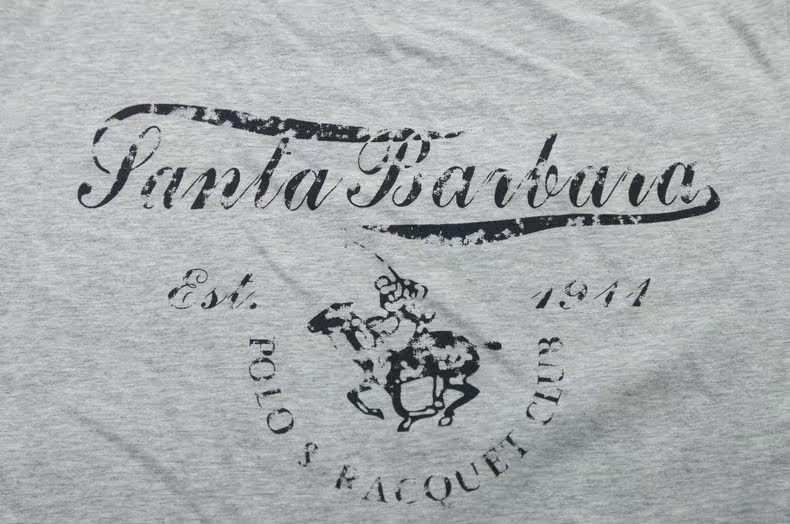 Santa Barbara
Est. 1911
POLO & RACQUET CLUB